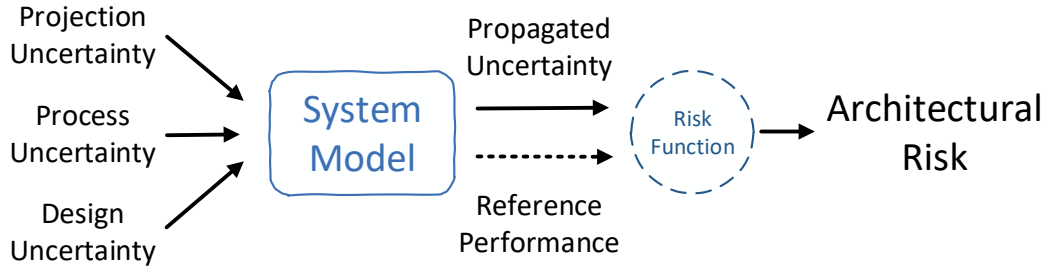 Projection
Uncertainty
Process
Uncertainty
Design
Uncertainty
System
Model
Propagated
Uncertainty
Reference
Performance
Risk
Function
Architectural
Risk